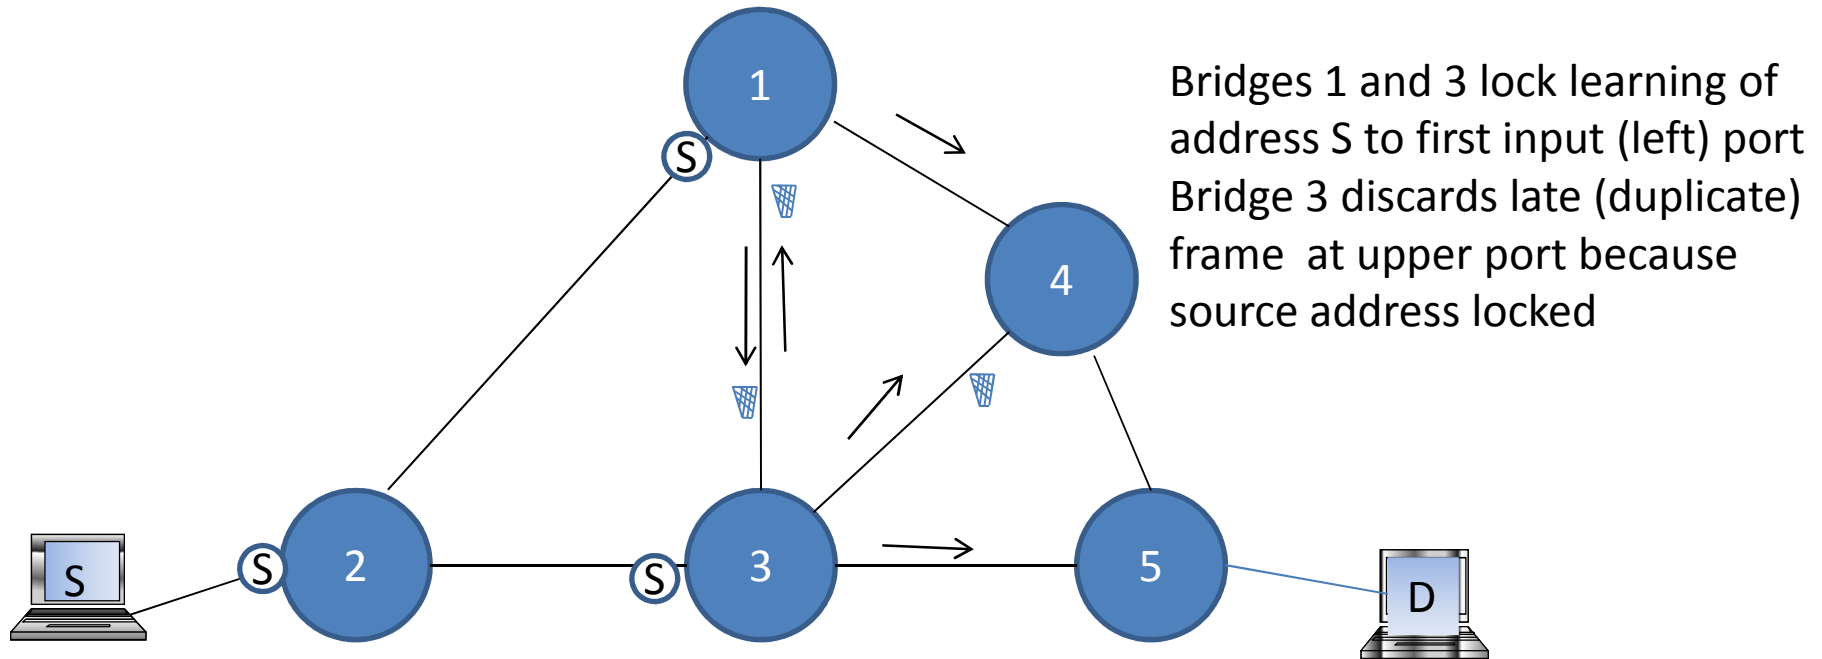 1
Bridges 1 and 3 lock learning of
address S to first input (left) port
Bridge 3 discards late (duplicate)
frame at upper port because
source address locked
S
4
S
S
2
S
3
5
D